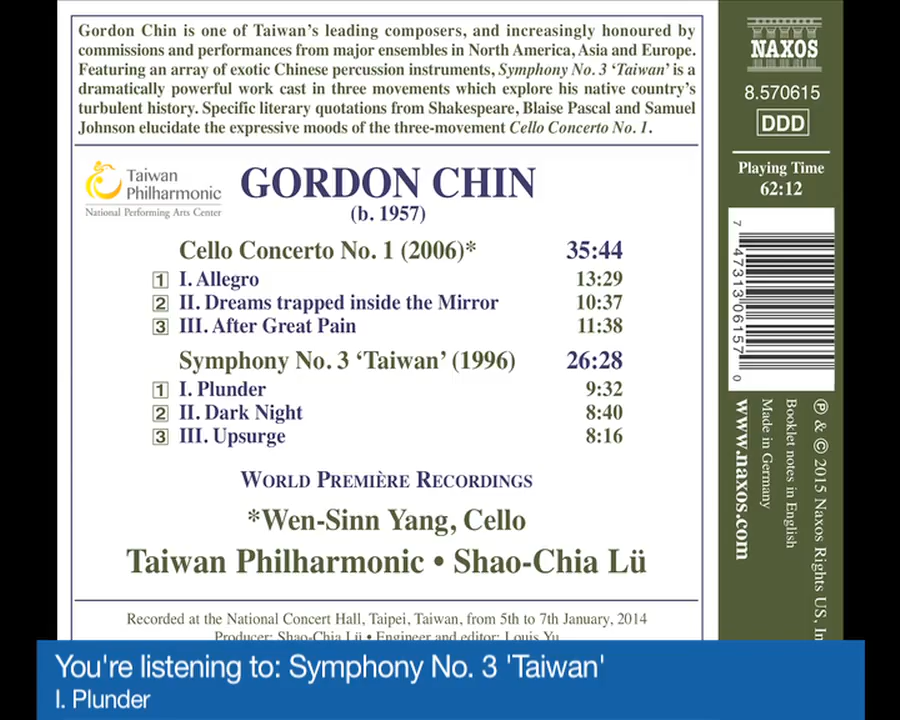 Gordon Chin is one of Taiwan's leading composers, and increasingly honoured by
commissions and performances from major ensembles in North America, Asia and Europe.
Featuring an array of exotic Chinese percussion instruments, Symphony No. 3 'Taiwan' is a
dramatically powerful work cast in three movements which explore his native country's
turbulent history. Specific literary quotations from Shakespeare, Blaise Pascal and Samuel
Johnson elucidate the expressive moods of the three-movement Cello Concerto No. 1.
Taiwan
Philharmonic
National Performing Arts Center
GORDON CHIN
(b. 1957)
Cello Concerto No. 1 (2006)* 35:44
1 I. Allegro 13:29
2 II. Dreams trapped inside the Mirror 10:37
3 III. After Great Pain 11:38
Symphony No. 3 'Taiwan' (1996) 26:28
1 I. Plunder 9:32
2 II. Dark Night 8:40
3 III. Upsurge 8:16
WORLD PREMIÈRE RECORDINGS
*Wen-Sinn Yang, Cello
Taiwan Philharmonic • Shao-Chia Lü
Recorded at the National Concert Hall, Taipei, Taiwan, from 5th to 7th January, 2014
Producer: Shao-Chia Lü • Engineer and editor: Louis Yu
NAXOS
8.570615
DDD
Playing Time
62:12
7 47313 06157 0
℗ & © 2015 Naxos Rights US, In
Booklet notes in English
Made in Germany
www.naxos.com
You're listening to: Symphony No. 3 'Taiwan'
I. Plunder